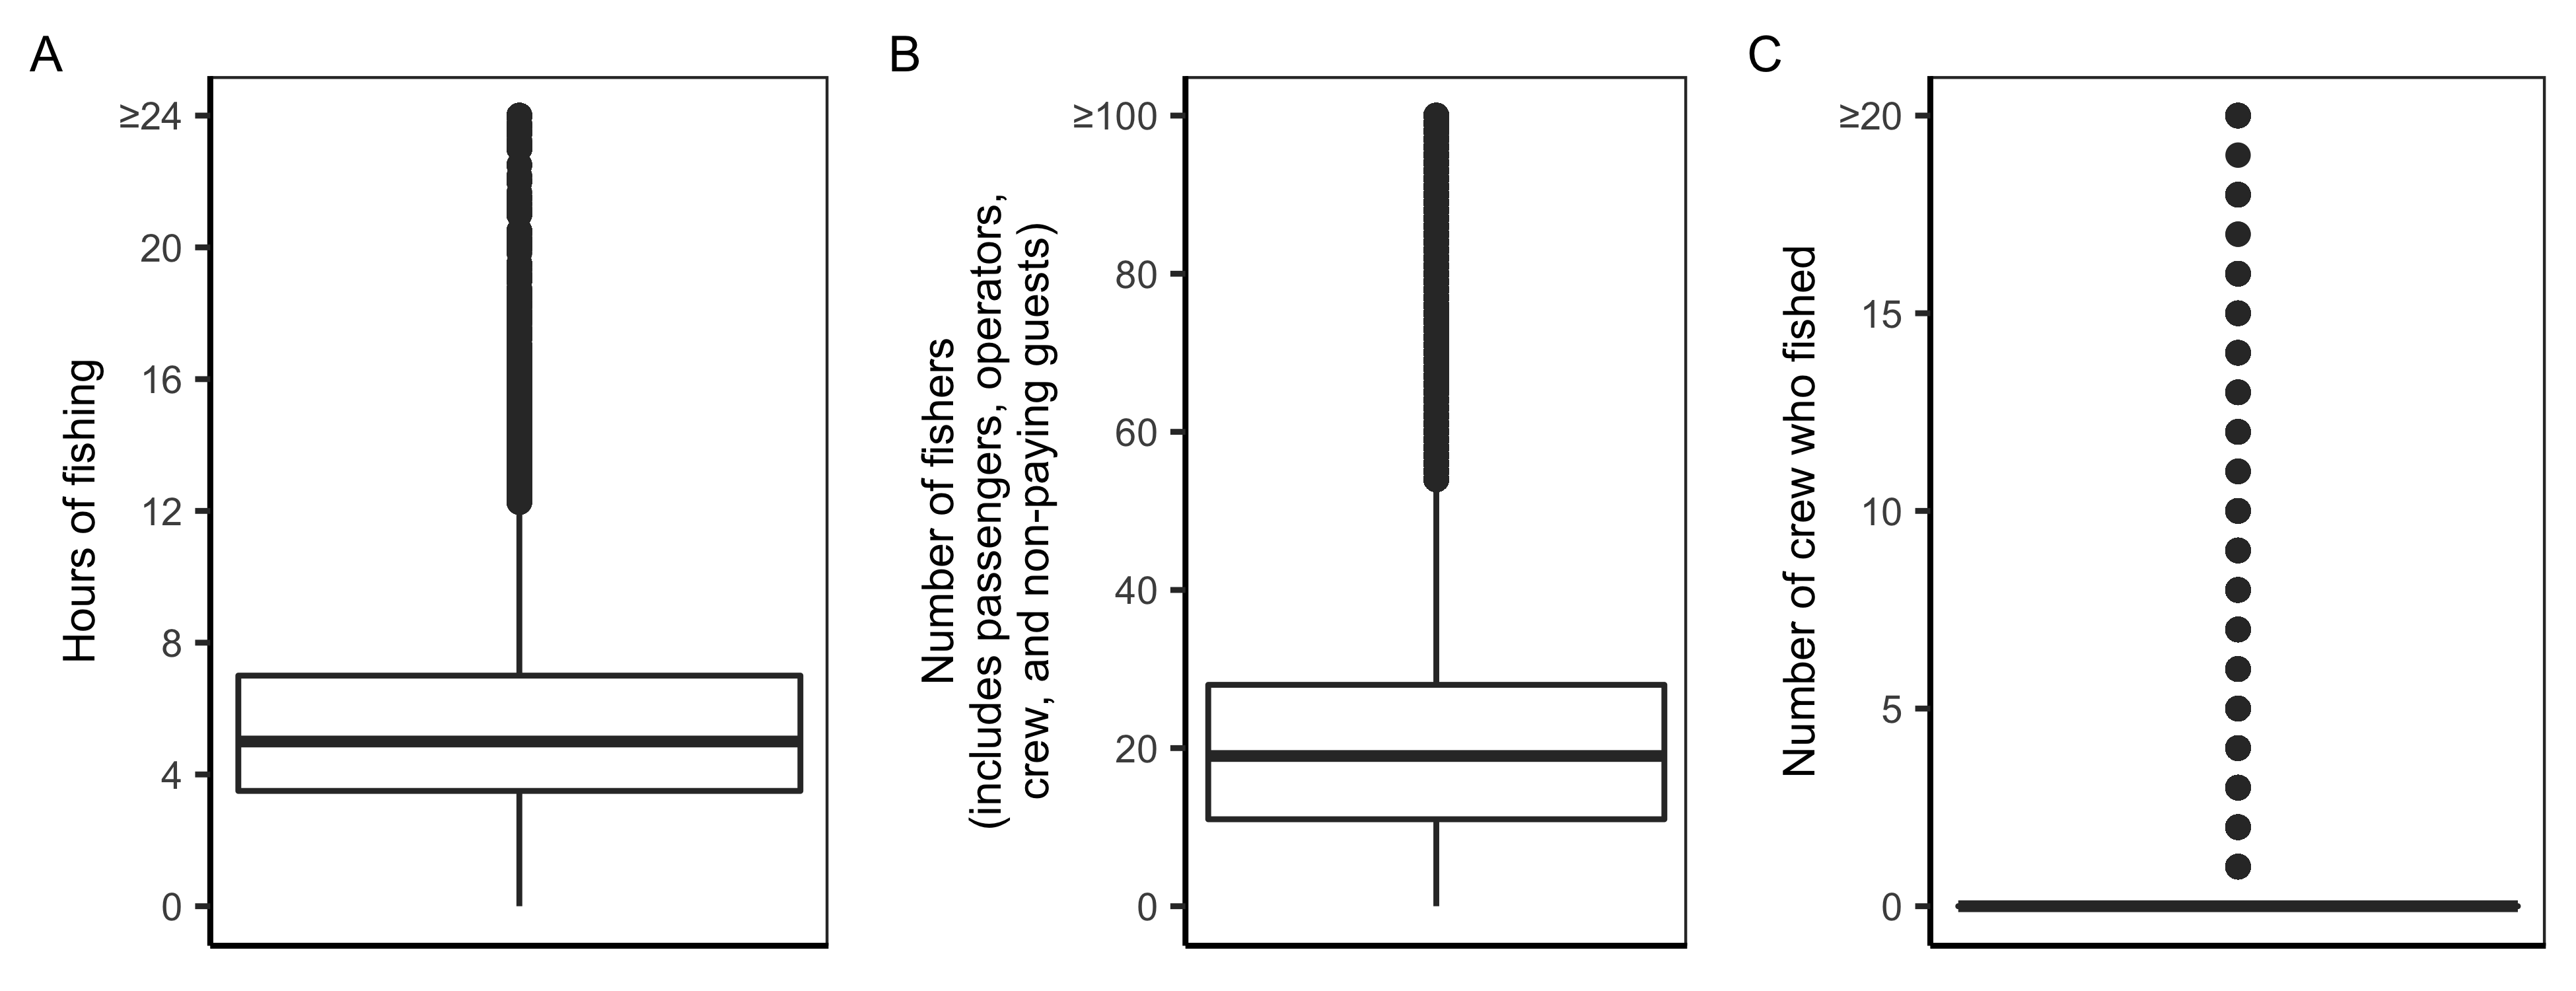 A
Hours of fishing
≥24
20
16
12
8
4
0
B
Number of fishers
(includes passengers, operators,
crew, and non-paying guests)
≥100
80
60
40
20
0
C
Number of crew who fished
≥20
15
10
5
0